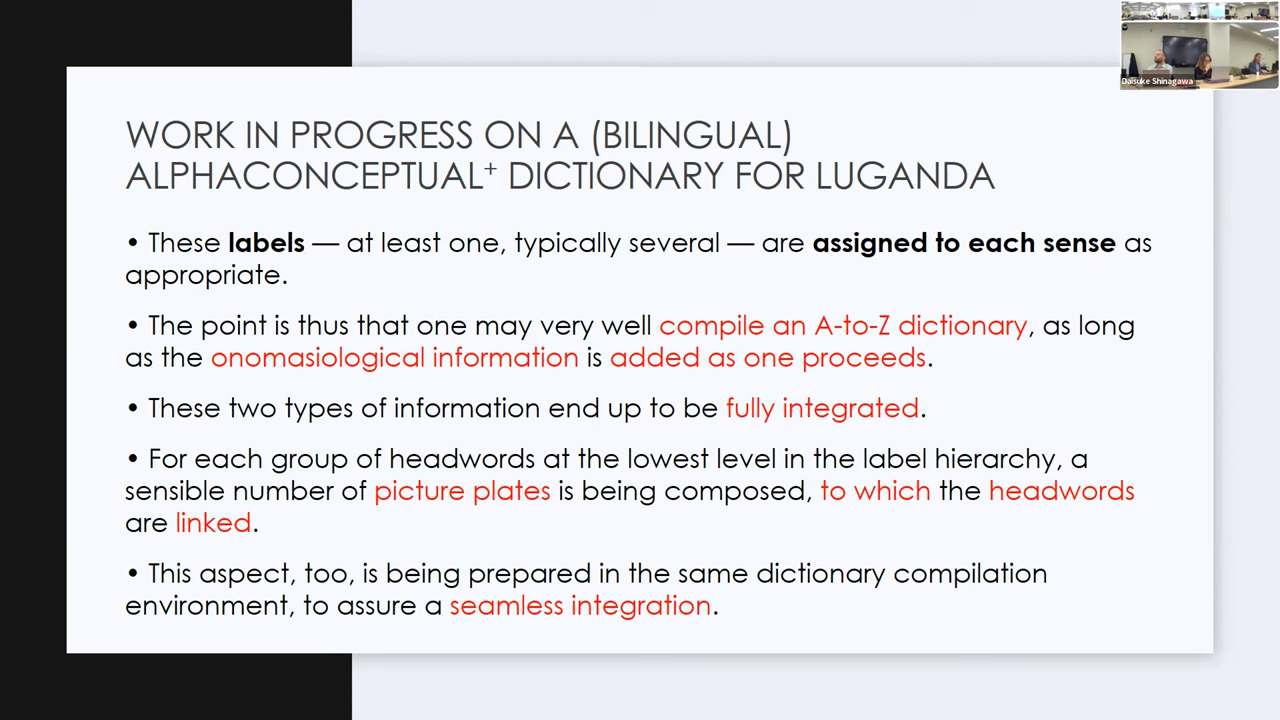 Daisuke Shinagawa
WORK IN PROGRESS ON A (BILINGUAL)
ALPHACONCEPTUAL⁺ DICTIONARY FOR LUGANDA
• These labels — at least one, typically several — are assigned to each sense as
appropriate.
• The point is thus that one may very well compile an A-to-Z dictionary, as long
as the onomasiological information is added as one proceeds.
• These two types of information end up to be fully integrated.
• For each group of headwords at the lowest level in the label hierarchy, a
sensible number of picture plates is being composed, to which the headwords
are linked.
• This aspect, too, is being prepared in the same dictionary compilation
environment, to assure a seamless integration.